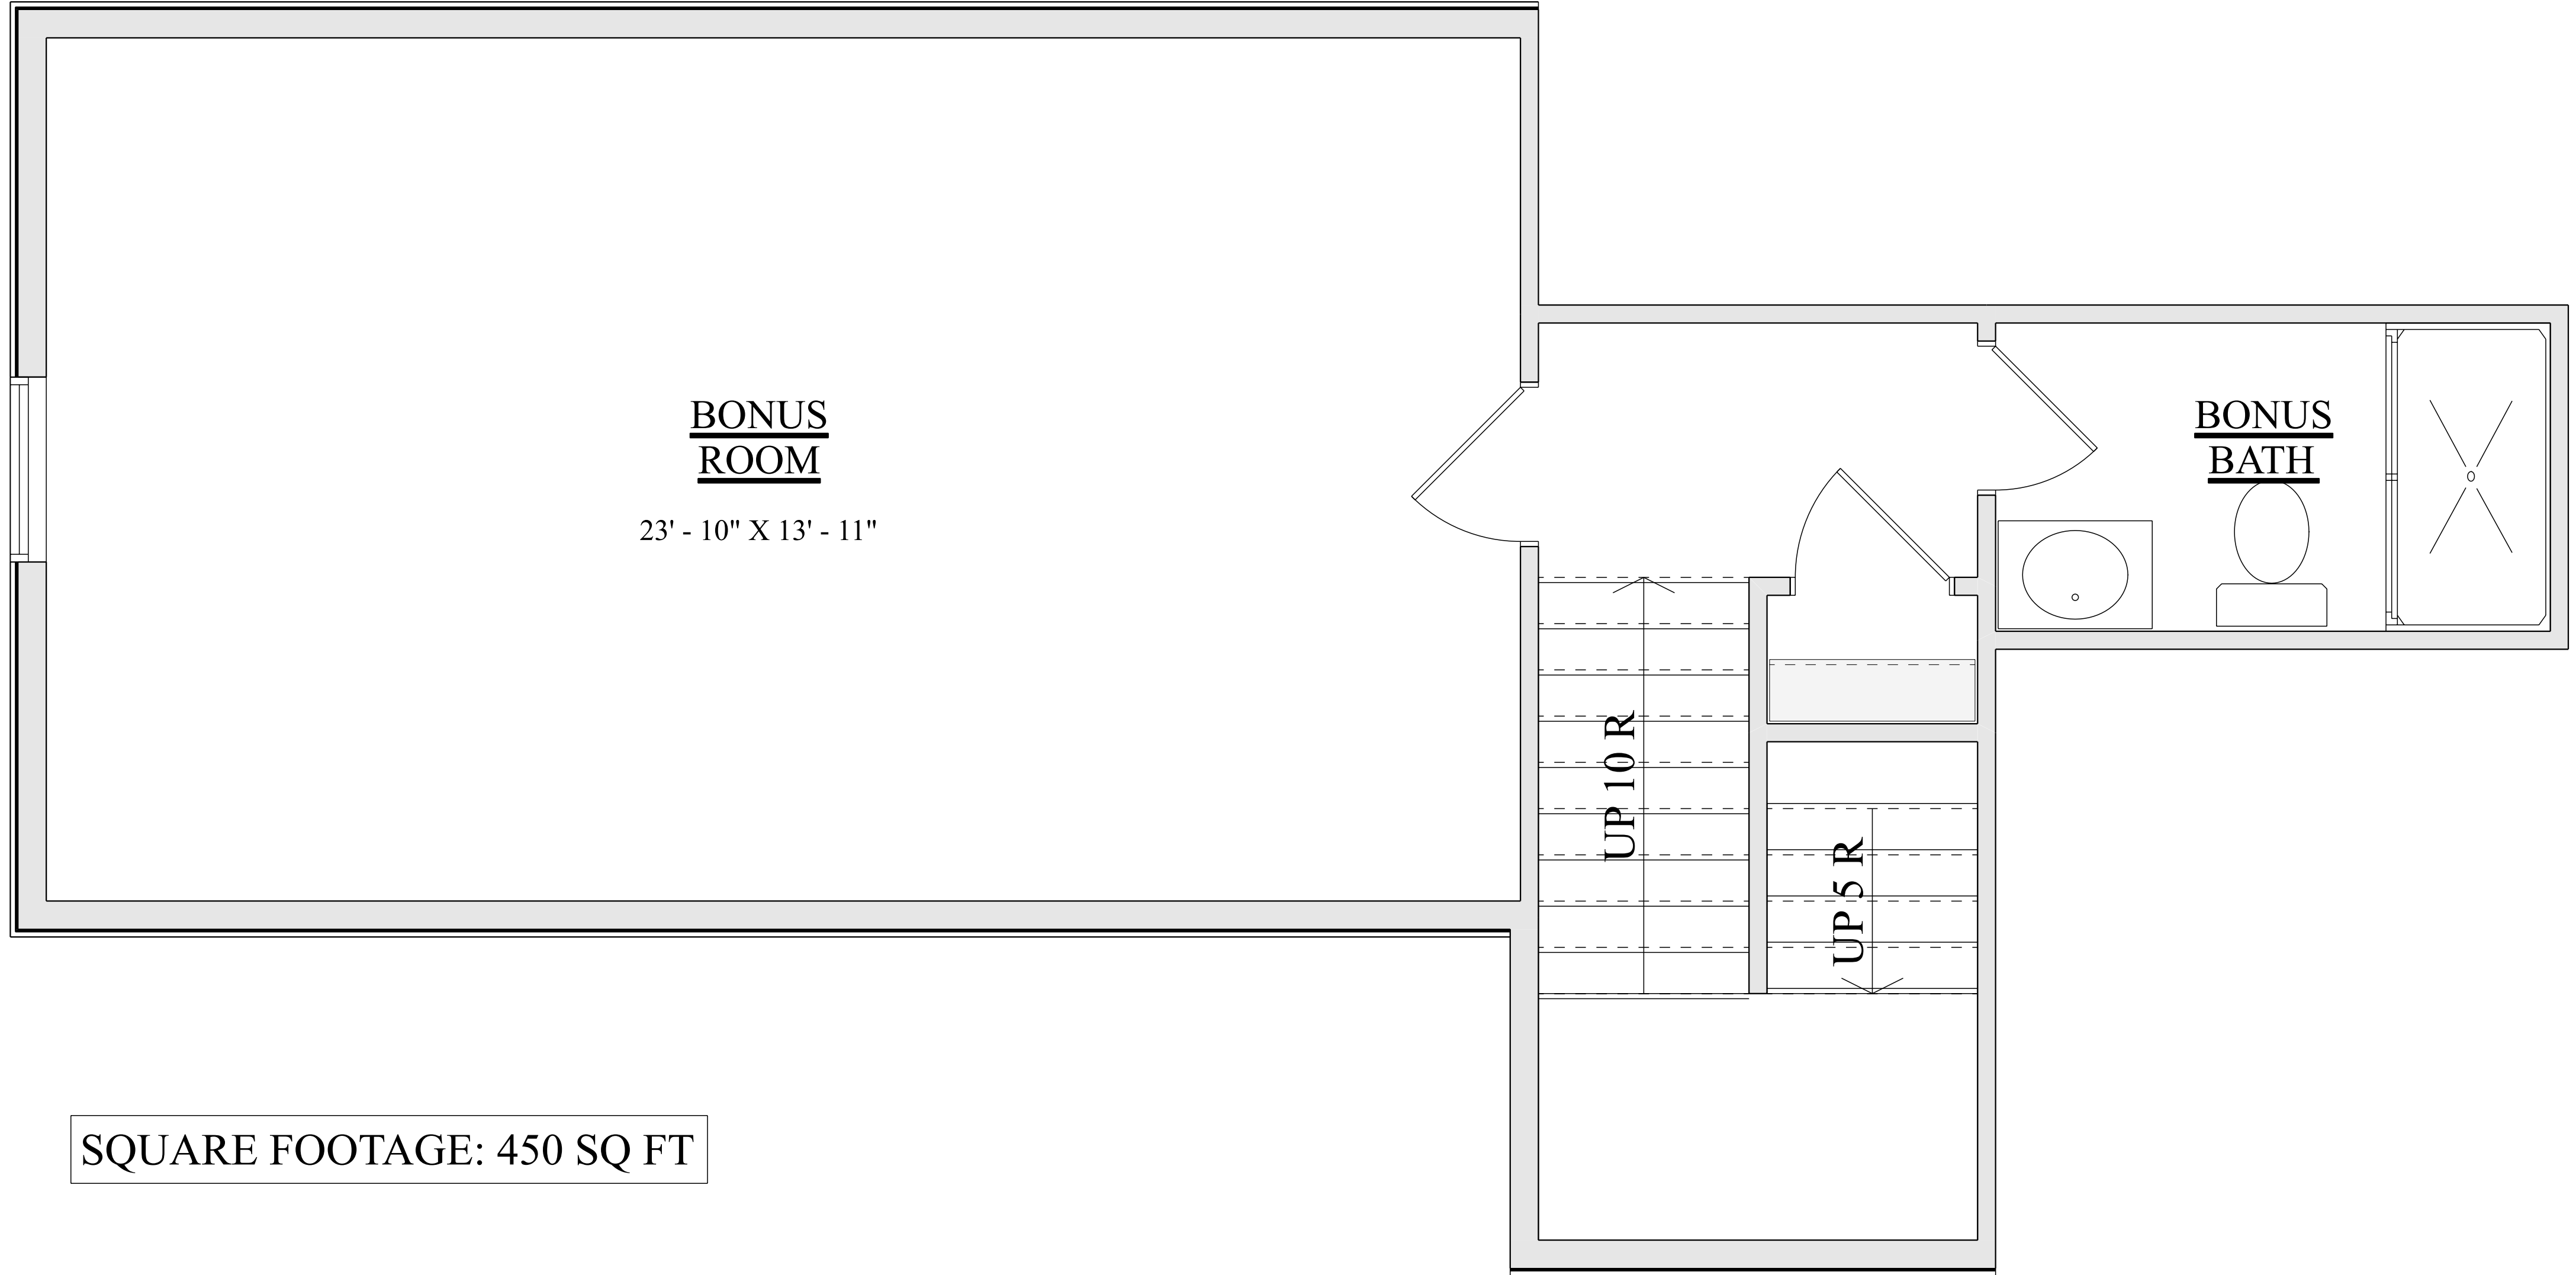 BONUS
ROOM
23' - 10" X 13' - 11"
BONUS
BATH
UP 10 R
UP 5 R
SQUARE FOOTAGE: 450 SQ FT